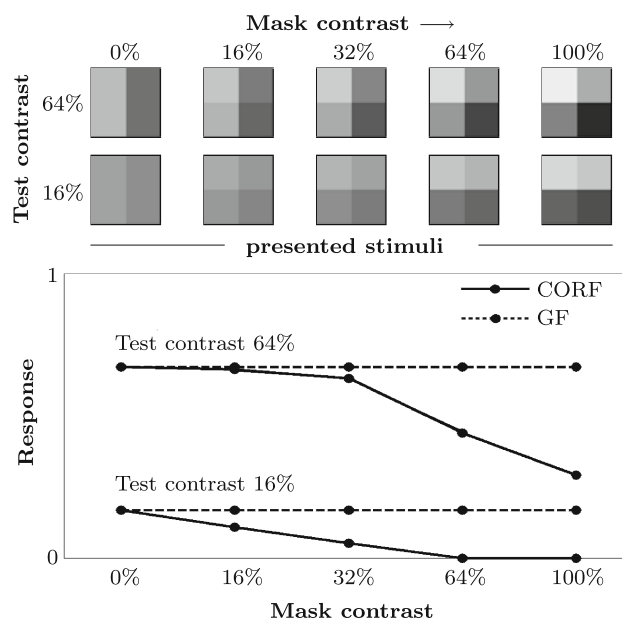 Mask contrast →
0% 16% 32% 64% 100%
Test contrast
64%
16%
presented stimuli
1
CORF
GF
Test contrast 64%
Response
Test contrast 16%
0
0% 16% 32% 64% 100%
Mask contrast